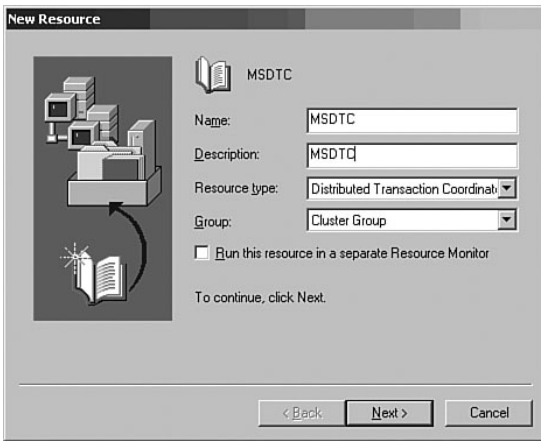 New Resource
MSDTC
Name: MSDTC
Description: MSDTC
Resource type: Distributed Transaction Coordinat
Group: Cluster Group
Run this resource in a separate Resource Monitor
To continue, click Next.
< Back Next > Cancel